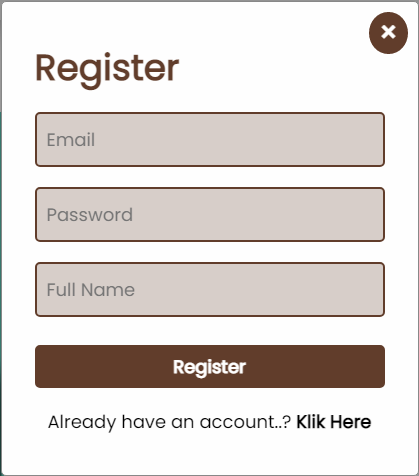 Register
Email
Password
Full Name
Register
Already have an account..? Klik Here